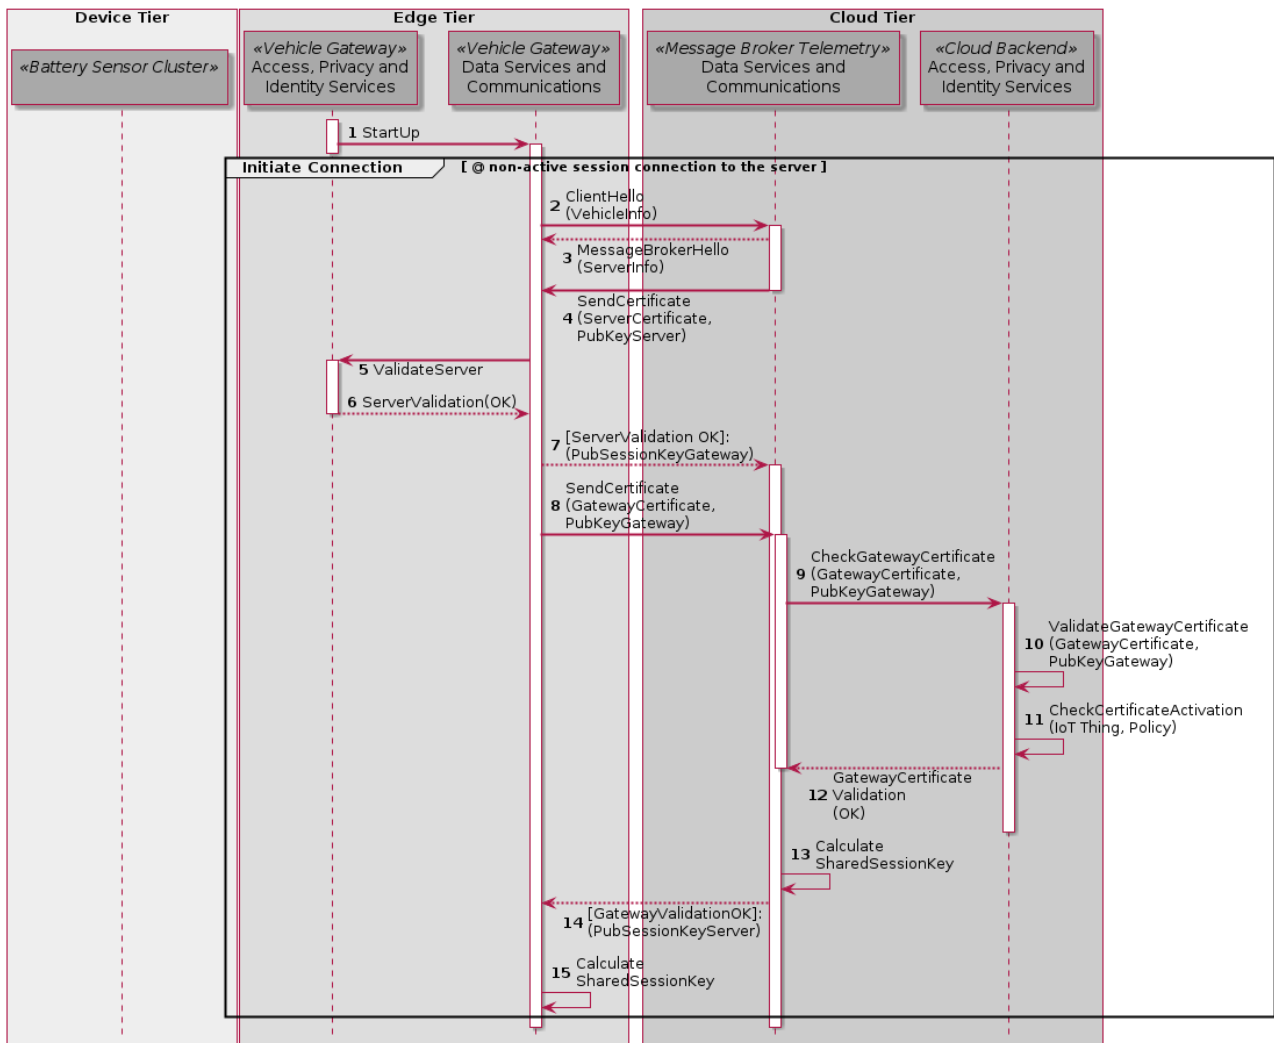 Device Tier
Edge Tier
Cloud Tier
«Battery Sensor Cluster»
«Vehicle Gateway»
Access, Privacy and
Identity Services
«Vehicle Gateway»
Data Services and
Communications
«Message Broker Telemetry»
Data Services and
Communications
«Cloud Backend»
Access, Privacy and
Identity Services
1 StartUp
Initiate Connection
[ @ non-active session connection to the server ]
2 ClientHello
(VehicleInfo)
3 MessageBrokerHello
(ServerInfo)
SendCertificate
4 (ServerCertificate,
PubKeyServer)
5 ValidateServer
6 ServerValidation(OK)
7 [ServerValidation OK]:
(PubSessionKeyGateway)
SendCertificate
8 (GatewayCertificate,
PubKeyGateway)
CheckGatewayCertificate
9 (GatewayCertificate,
PubKeyGateway)
ValidateGatewayCertificate
10 (GatewayCertificate,
PubKeyGateway)
11 CheckCertificateActivation
(IoT Thing, Policy)
GatewayCertificate
12 Validation
(OK)
13 Calculate
SharedSessionKey
14 [GatewayValidationOK]:
(PubSessionKeyServer)
15 Calculate
SharedSessionKey